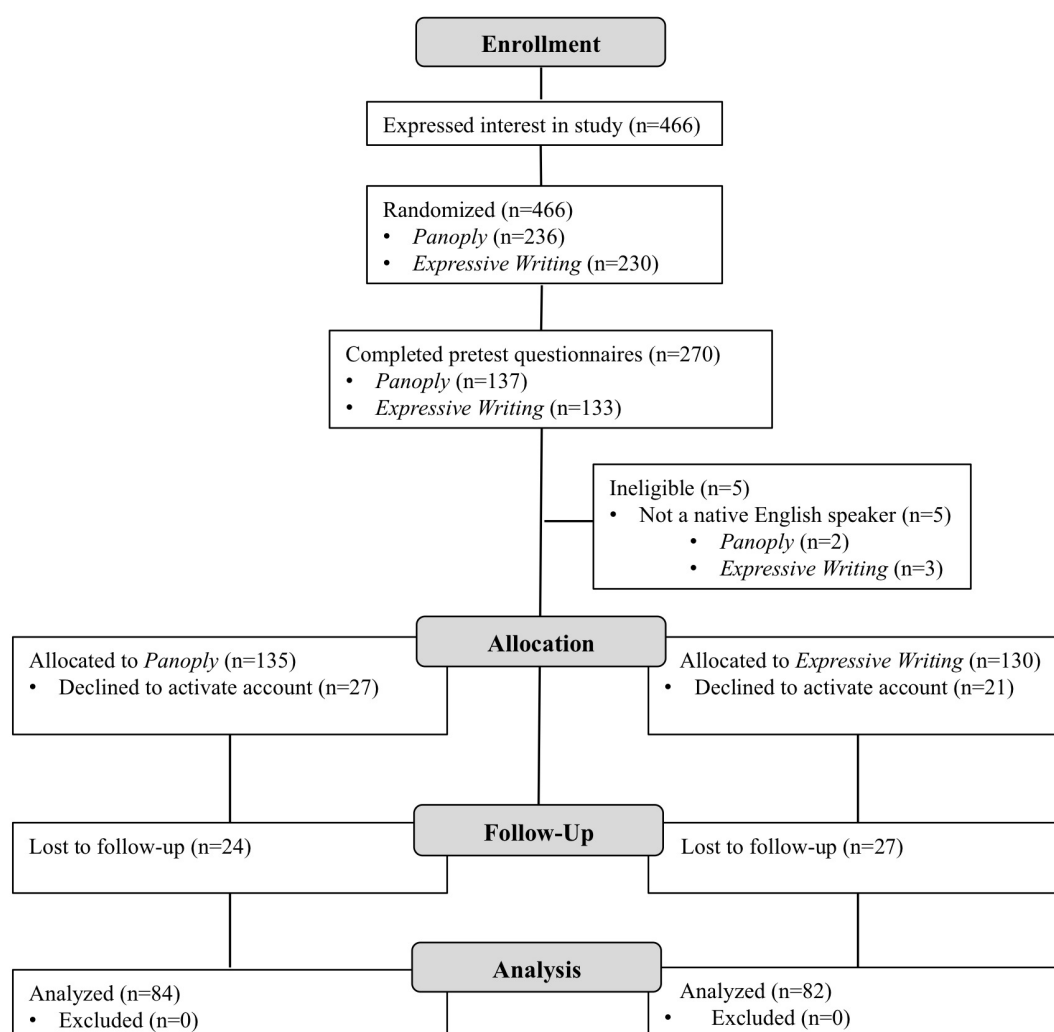 Enrollment
Expressed interest in study (n=466)
Randomized (n=466)
• Panoply (n=236)
• Expressive Writing (n=230)
Completed pretest questionnaires (n=270)
• Panoply (n=137)
• Expressive Writing (n=133)
Ineligible (n=5)
• Not a native English speaker (n=5)
• Panoply (n=2)
• Expressive Writing (n=3)
Allocation
Allocated to Panoply (n=135)
• Declined to activate account (n=27)
Allocated to Expressive Writing (n=130)
• Declined to activate account (n=21)
Follow-Up
Lost to follow-up (n=24)
Lost to follow-up (n=27)
Analysis
Analyzed (n=84)
• Excluded (n=0)
Analyzed (n=82)
• Excluded (n=0)